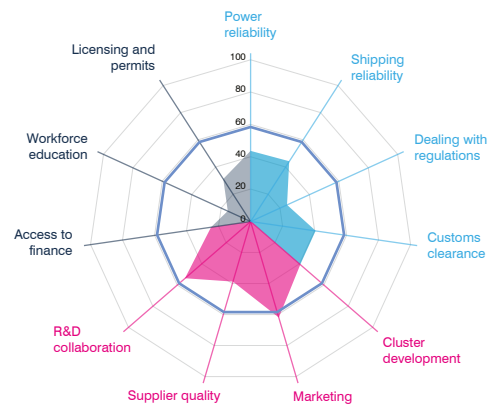 Power
reliability
Licensing and
permits
Shipping
reliability
Workforce
education
Dealing with
regulations
Access to
finance
Customs
clearance
R&D
collaboration
Cluster
development
Supplier quality
Marketing
100
80
60
40
20
0